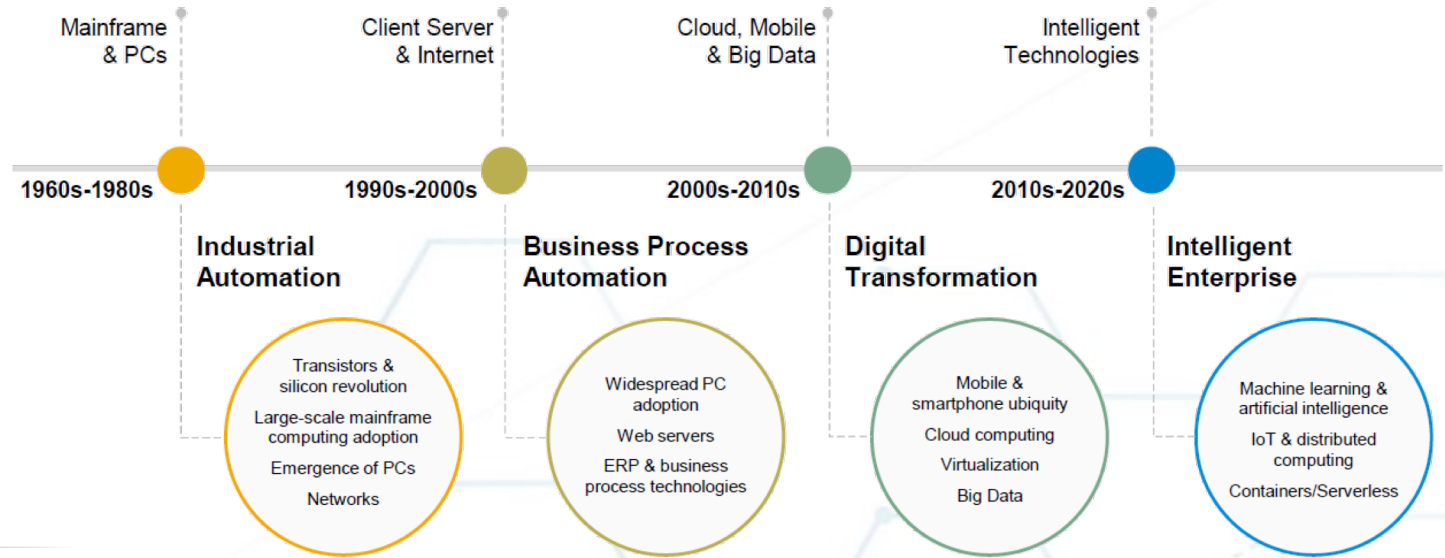 Mainframe
& PCs
Client Server
& Internet
Cloud, Mobile
& Big Data
Intelligent
Technologies
1960s-1980s
1990s-2000s
2000s-2010s
2010s-2020s
Industrial
Automation
Business Process
Automation
Digital
Transformation
Intelligent
Enterprise
Transistors &
silicon revolution
Large-scale mainframe
computing adoption
Emergence of PCs
Networks
Widespread PC
adoption
Web servers
ERP & business
process technologies
Mobile &
smartphone ubiquity
Cloud computing
Virtualization
Big Data
Machine learning &
artificial intelligence
IoT & distributed
computing
Containers/Serverless